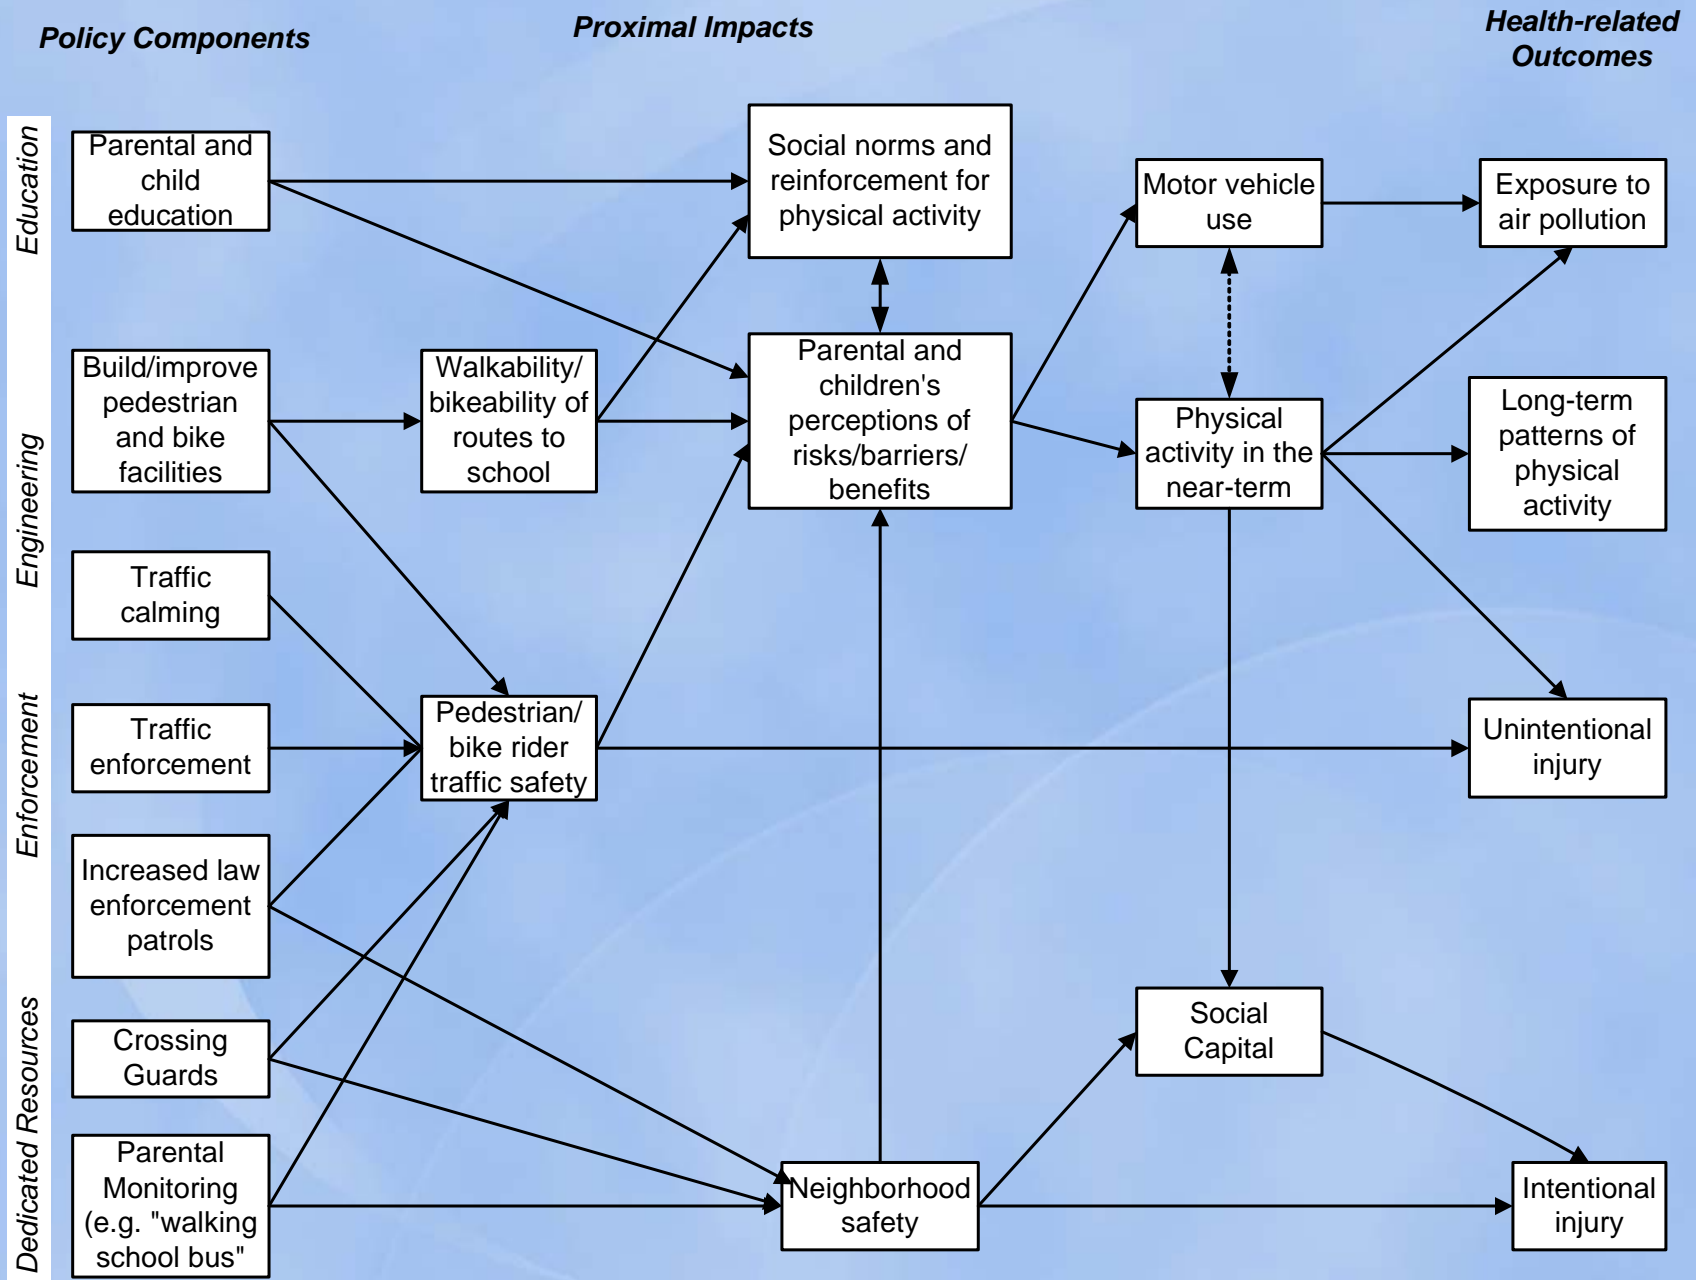 Policy Components
Proximal Impacts
Health-related
Outcomes
Education
Parental and
child
education
Social norms and
reinforcement for
physical activity
Motor vehicle
use
Exposure to
air pollution
Engineering
Build/improve
pedestrian
and bike
facilities
Walkability/
bikeability of
routes to
school
Parental and
children's
perceptions of
risks/barriers/
benefits
Physical
activity in the
near-term
Long-term
patterns of
physical
activity
Traffic
calming
Enforcement
Traffic
enforcement
Pedestrian/
bike rider
traffic safety
Unintentional
injury
Increased law
enforcement
patrols
Dedicated Resources
Crossing
Guards
Social
Capital
Parental
Monitoring
(e.g. "walking
school bus"
Neighborhood
safety
Intentional
injury